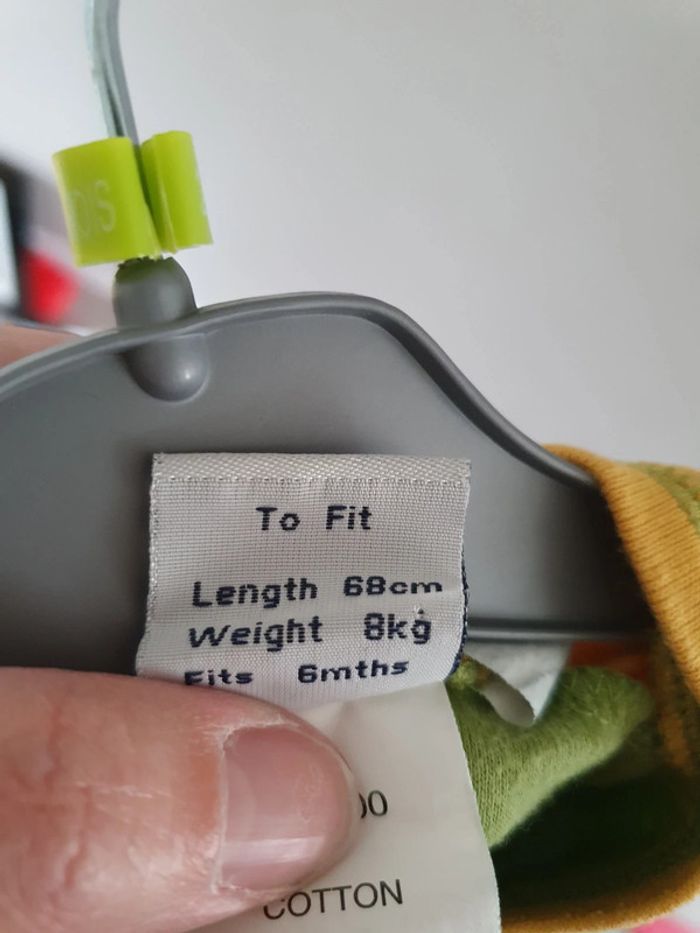 To Fit
Length 68cm
Weight 8kg
Fits 6mths
COTTON